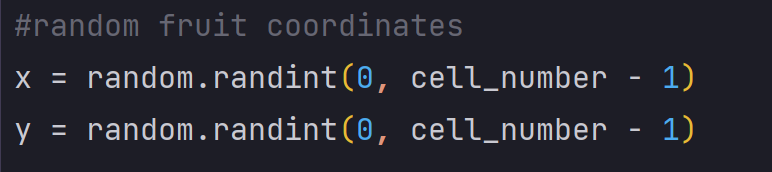 #random fruit coordinates
x = random.randint(0, cell_number - 1)
y = random.randint(0, cell_number - 1)